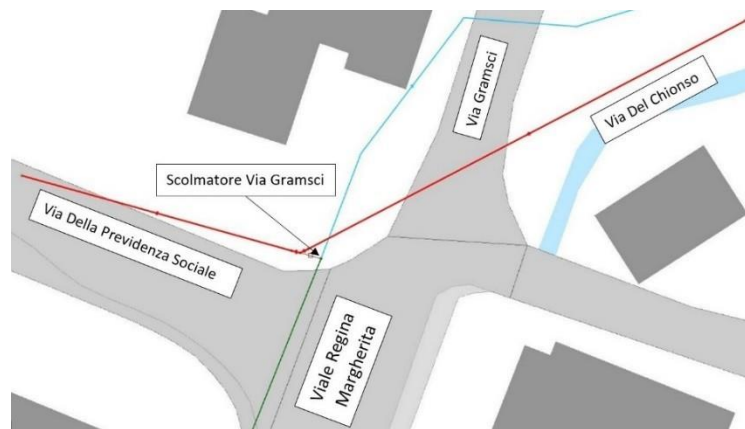 Via Gramsci
Via Del Chionso
Scolmatore Via Gramsci
Via Della Previdenza Sociale
Viale Regina
Margherita